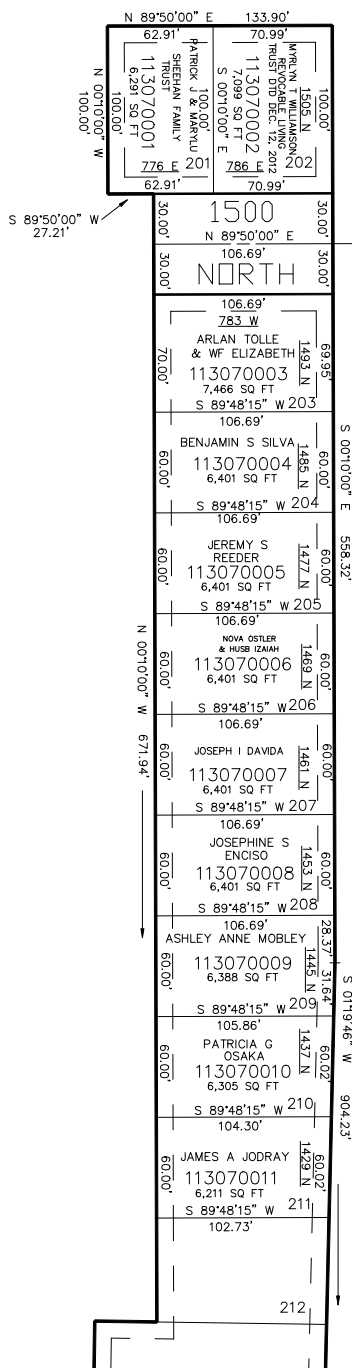 N 89°50'00" E 133.90'
62.91' 70.99'
N 00°10'00" W
100.00'
100.00'
PATRICK J & MARYLU
SHEEHAN FAMILY
TRUST
113070001
6,291 SQ FT
100.00'
776 E 201
S 00°10'00" E
100.00'
1505 N
MYRLYN T WILLIAMSON
REVOCABLE LIVING
TRUST DTD DEC. 12, 2012
113070002
7,099 SQ FT
786 E 202
62.91' 70.99'
S 89°50'00" W
27.21'
30.00' 1500 30.00'
N 89°50'00" E
106.69'
30.00' NORTH 30.00'
106.69'
783 W
ARLAN TOLLE
& WF ELIZABETH
113070003
7,466 SQ FT
70.00'
1493 N
69.95'
S 89°48'15" W 203
106.69'
BENJAMIN S SILVA
113070004
6,401 SQ FT
60.00'
1485 N
60.00'
S 89°48'15" W 204
106.69'
S 00°10'00" E 558.32'
JEREMY S
REEDER
113070005
6,401 SQ FT
60.00'
1477 N
60.00'
S 89°48'15" W 205
106.69'
NOVA OSTLER
& HUSB IZAIAH
113070006
6,401 SQ FT
60.00'
1469 N
60.00'
S 89°48'15" W 206
106.69'
N 00°10'00" W 671.94'
JOSEPH I DAVIDA
113070007
6,401 SQ FT
60.00'
1461 N
60.00'
S 89°48'15" W 207
106.69'
JOSEPHINE S
ENCISO
113070008
6,401 SQ FT
60.00'
1453 N
60.00'
S 89°48'15" W 208
106.69'
ASHLEY ANNE MOBLEY
113070009
6,388 SQ FT
60.00'
1445 N
28.37' 31.64'
S 89°48'15" W 209
105.86'
PATRICIA G
OSAKA
113070010
6,305 SQ FT
60.00'
1437 N
60.02'
S 89°48'15" W 210
104.30'
S 01°19'46" W 904.23'
JAMES A JODRAY
113070011
6,211 SQ FT
60.00'
1429 N
60.02'
S 89°48'15" W 211
102.73'
212